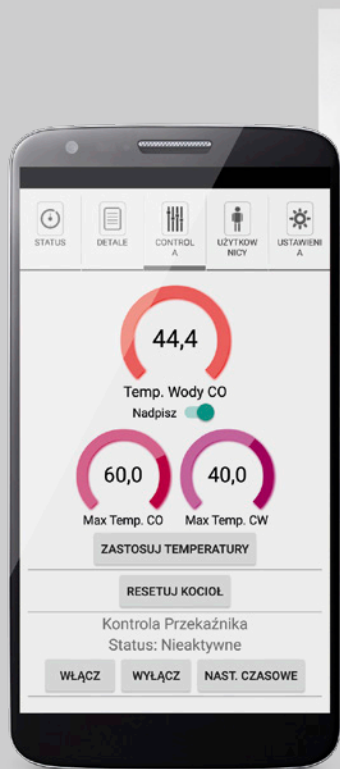 STATUS
DETALE
CONTROL
A
UŻYTKOW
NICY
USTAWIENI
A
44,4
Temp. Wody CO
Nadpisz
60,0
40,0
Max Temp. CO
Max Temp. CW
ZASTOSUJ TEMPERATURY
RESETUJ KOCIOŁ
Kontrola Przekaźnika
Status: Nieaktywne
WŁĄCZ
WYŁĄCZ
NAST. CZASOWE